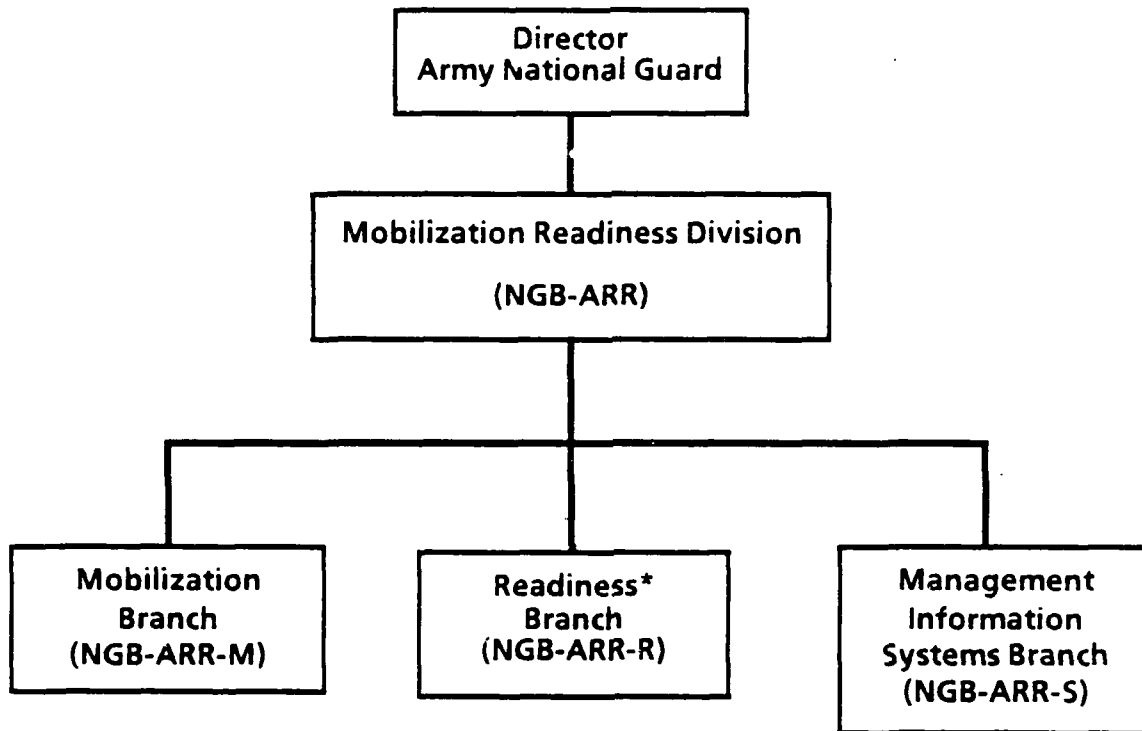 Director
Army National Guard
Mobilization Readiness Division
(NGB-ARR)
Mobilization
Branch
(NGB-ARR-M)
Readiness*
Branch
(NGB-ARR-R)
Management
Information
Systems Branch
(NGB-ARR-S)